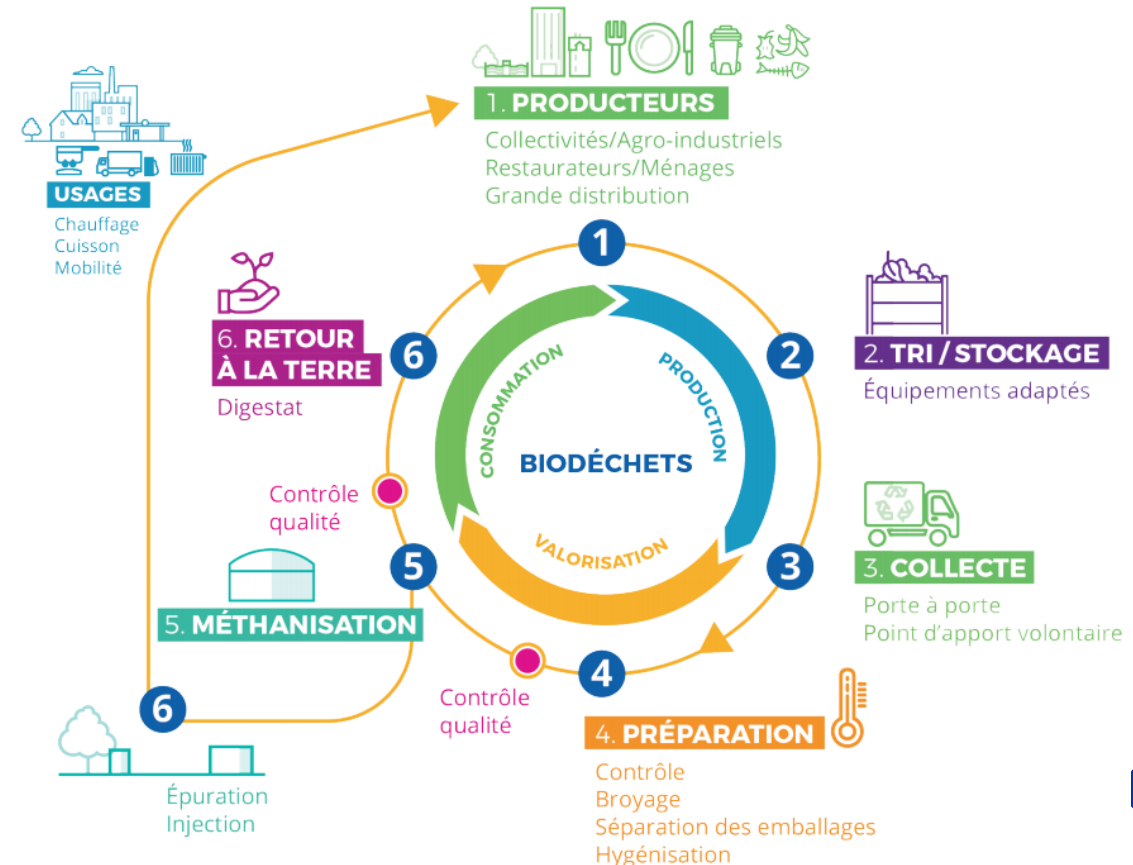 1. PRODUCTEURS
Collectivités/Agro-industriels
Restaurateurs/Ménages
Grande distribution
USAGES
Chauffage
Cuisson
Mobilité
1
2
2. TRI / STOCKAGE
Équipements adaptés
3
3. COLLECTE
Porte à porte
Point d'apport volontaire
4
4. PRÉPARATION
Contrôle
Broyage
Séparation des emballages
Hygénisation
Contrôle
qualité
5
5. MÉTHANISATION
Contrôle
qualité
6
6. RETOUR
À LA TERRE
Digestat
6
Épuration
Injection
BIODÉCHETS
PRODUCTION
VALORISATION
CONSOMMATION